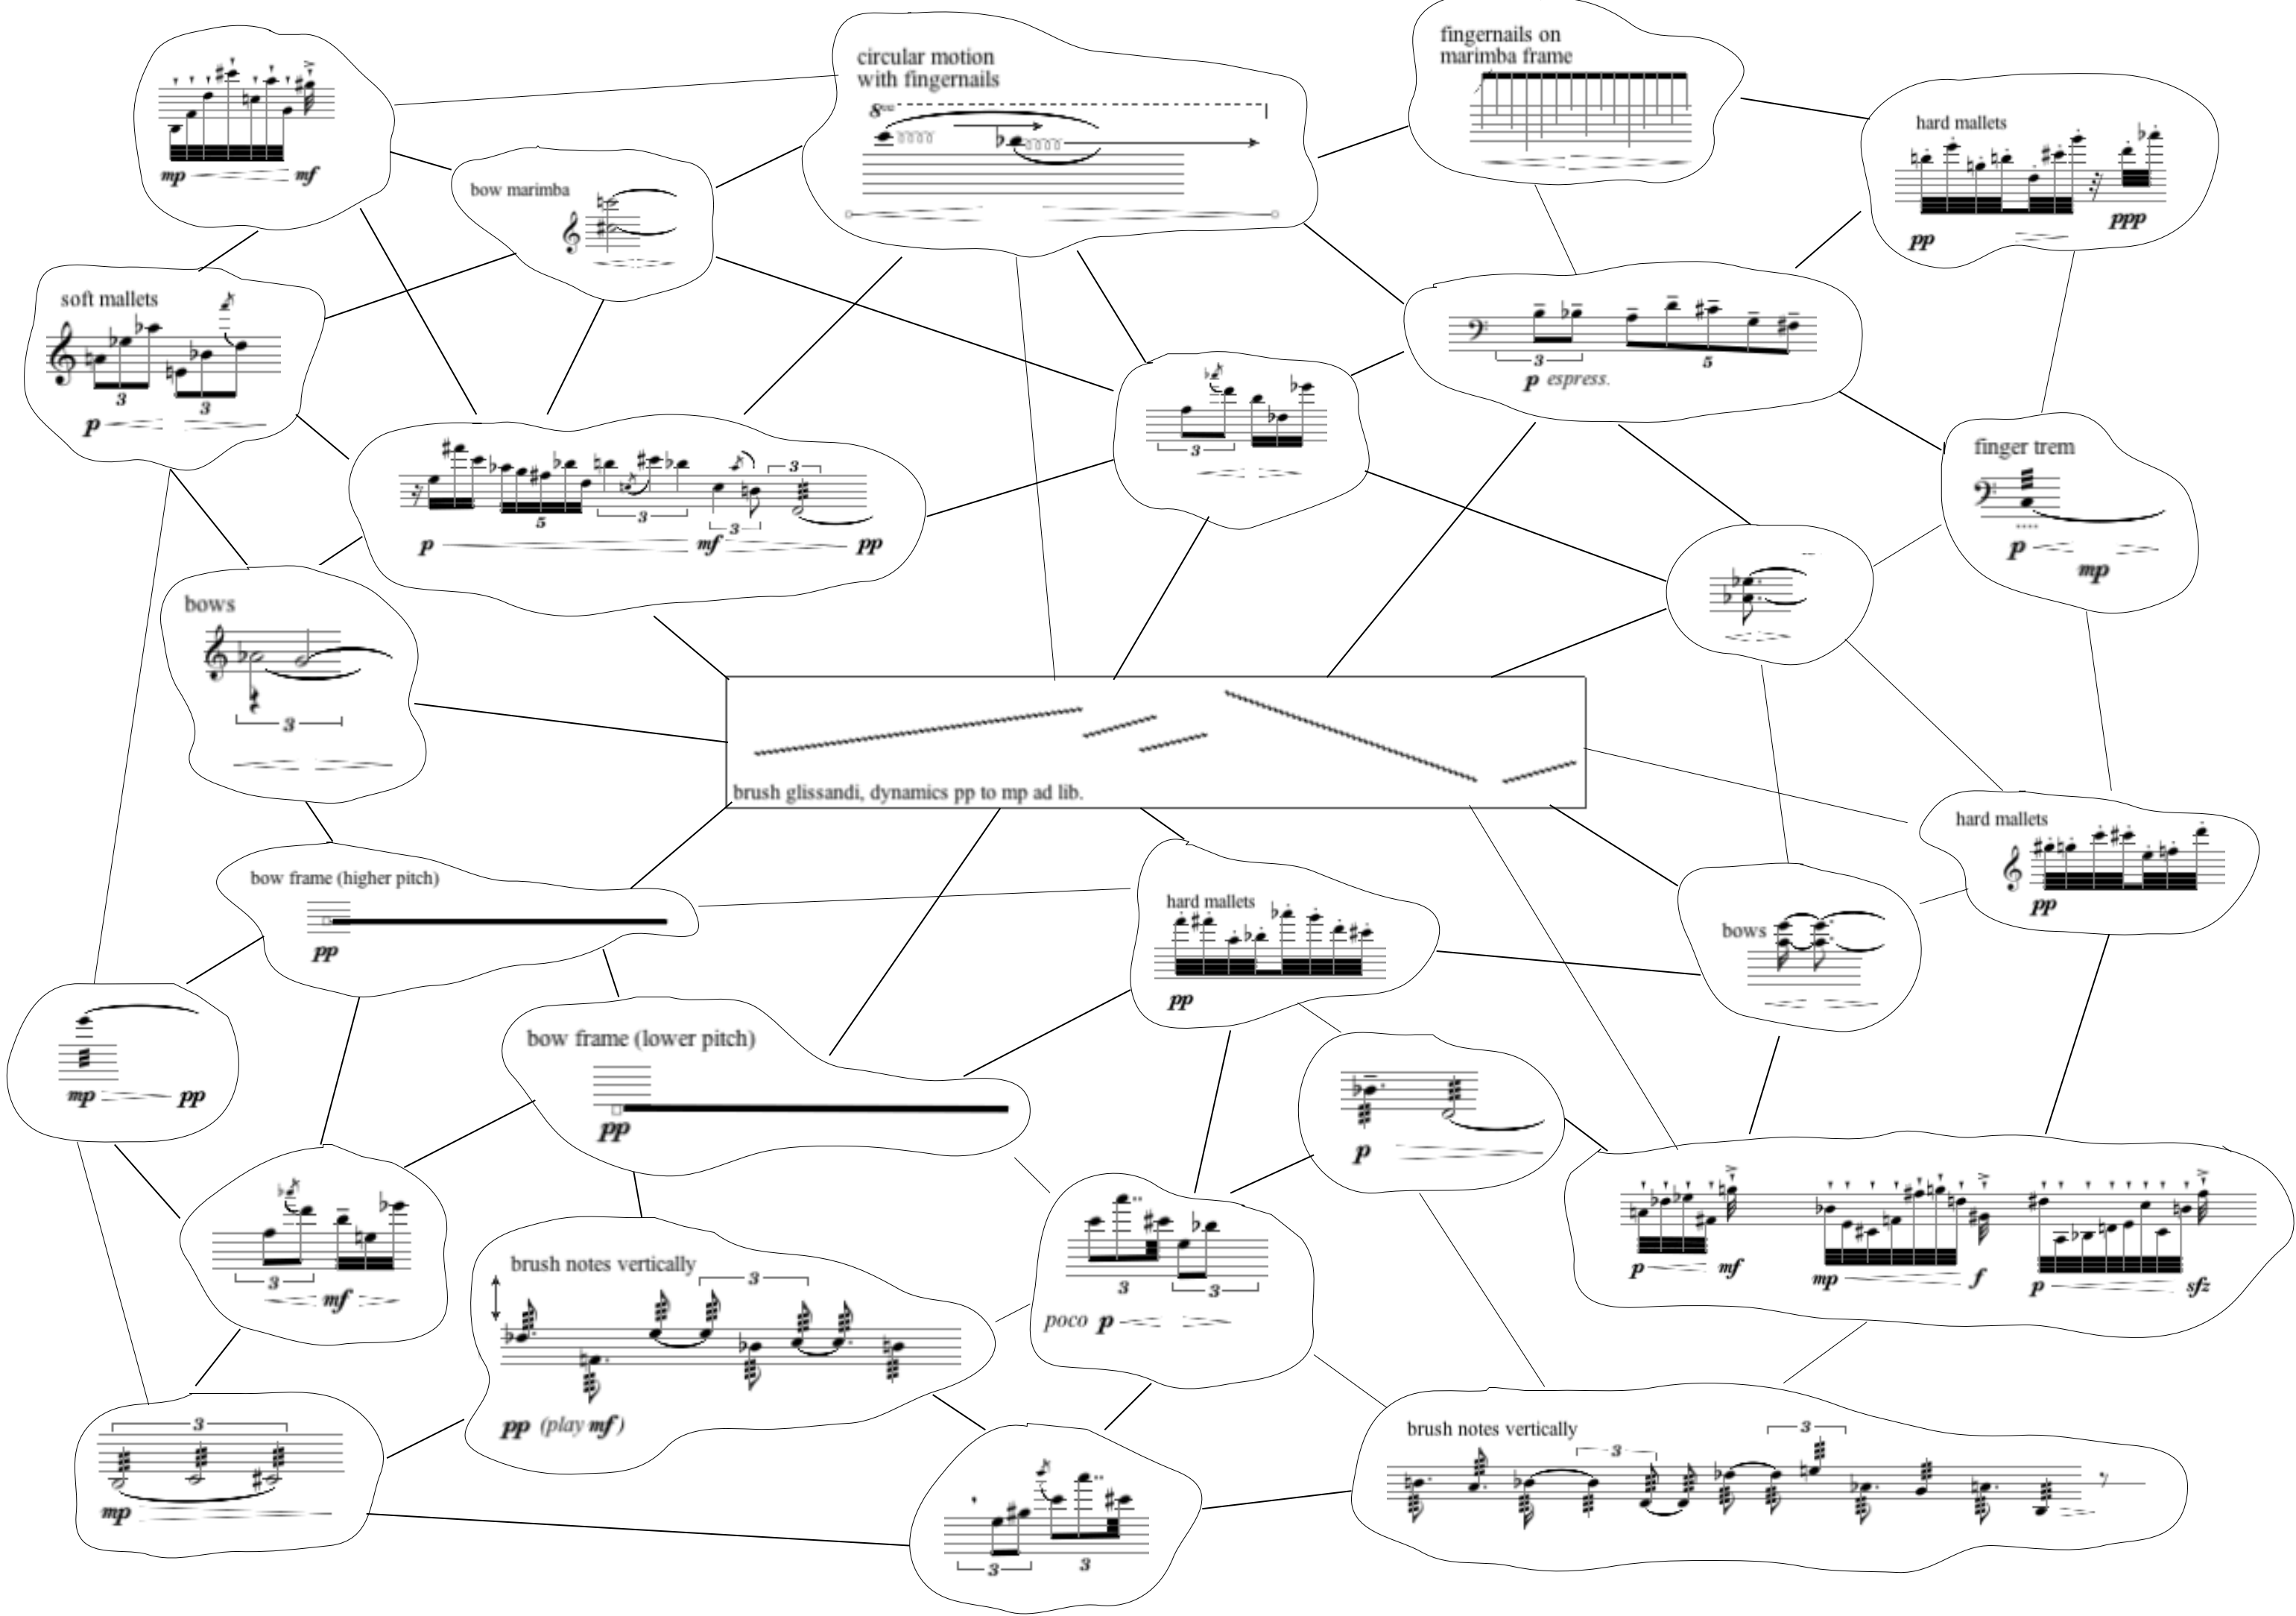 circular motion
with fingernails
8va
fingernails on
marimba frame
hard mallets
pp
ppp
mp
mf
bow marimba
soft mallets
3
3
p
p
5
3
3
3
mf
pp
3
3
5
p espress.
finger trem
p
mp
bows
3
brush glissandi, dynamics pp to mp ad lib.
hard mallets
pp
bow frame (higher pitch)
pp
hard mallets
pp
bows
mp
pp
bow frame (lower pitch)
pp
p
3
mf
brush notes vertically
3
pp (play mf)
3
3
poco p
p
mf
mp
f
p
sfz
3
mp
3
3
brush notes vertically
3
3